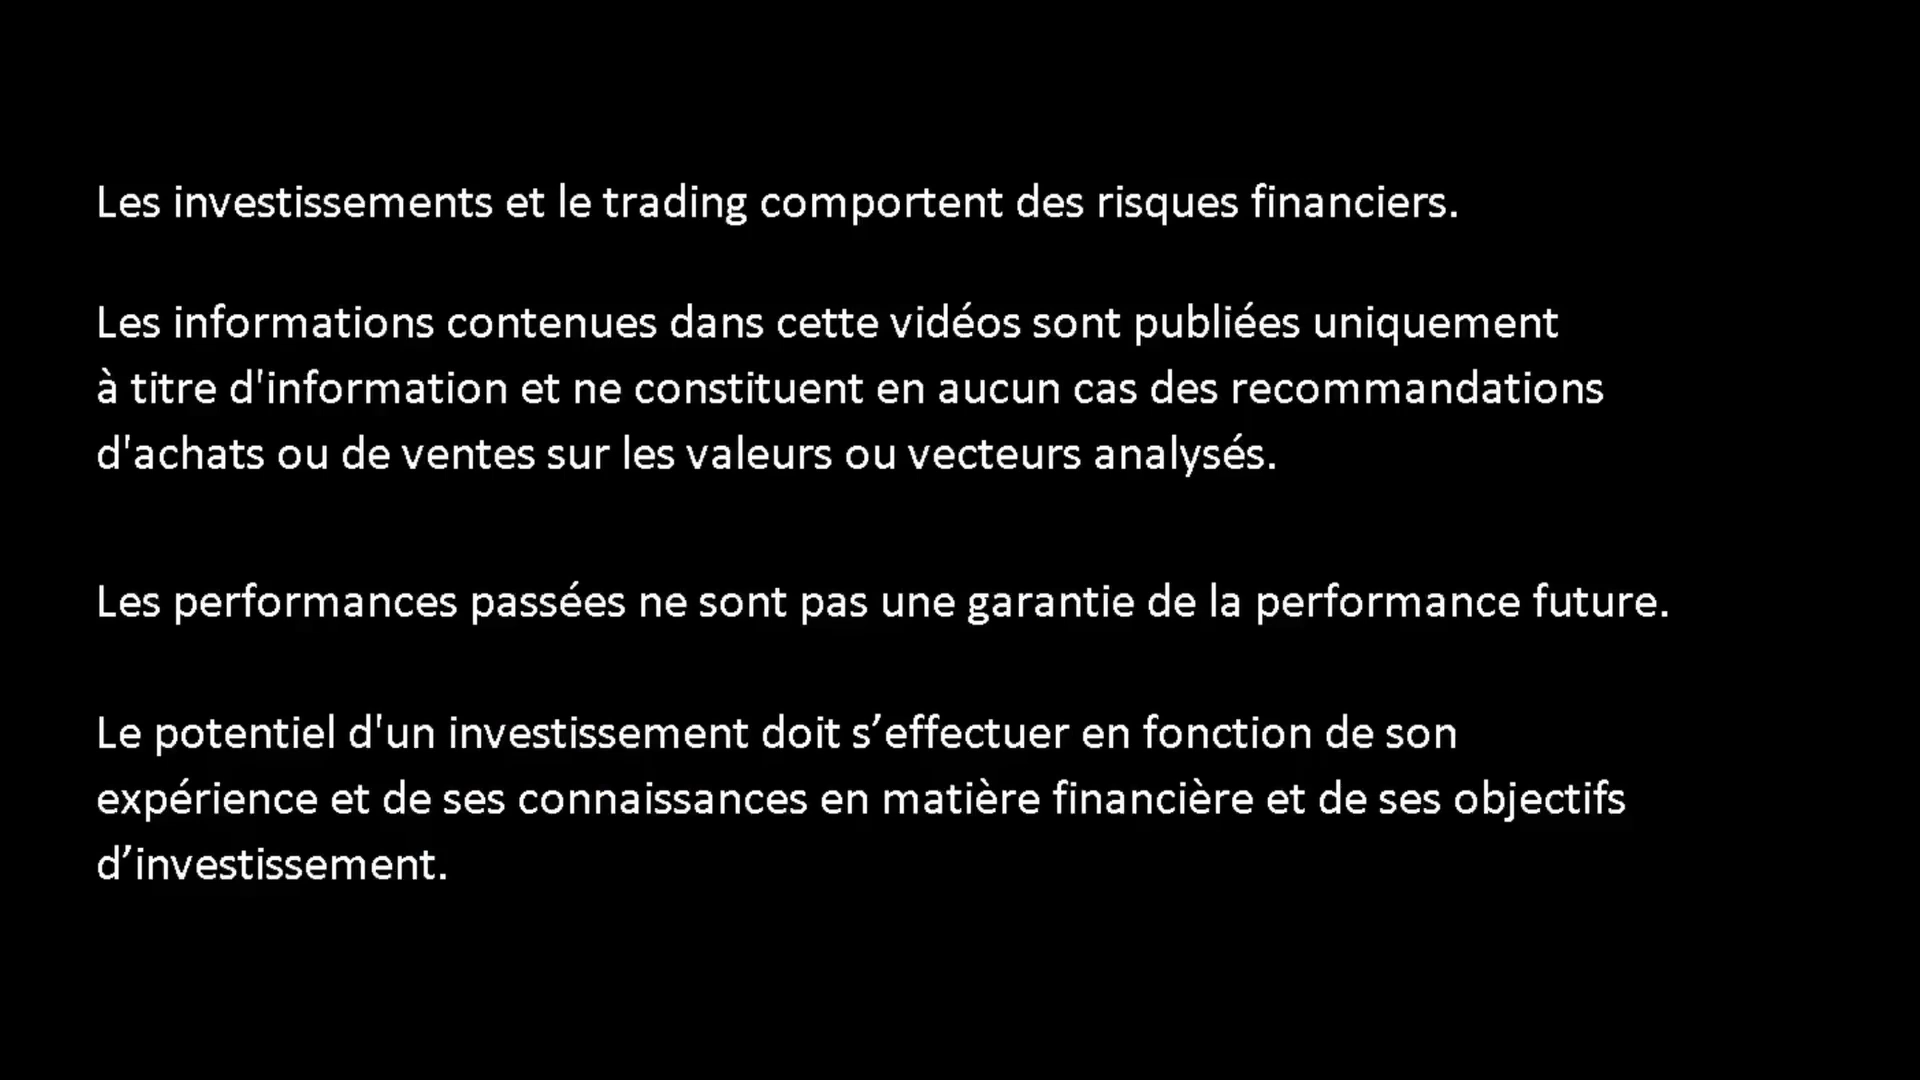 Les investissements et le trading comportent des risques financiers.
Les informations contenues dans cette vidéos sont publiées uniquement
à titre d'information et ne constituent en aucun cas des recommandations
d'achats ou de ventes sur les valeurs ou vecteurs analysés.
Les performances passées ne sont pas une garantie de la performance future.
Le potentiel d'un investissement doit s’effectuer en fonction de son
expérience et de ses connaissances en matière financière et de ses objectifs
d’investissement.